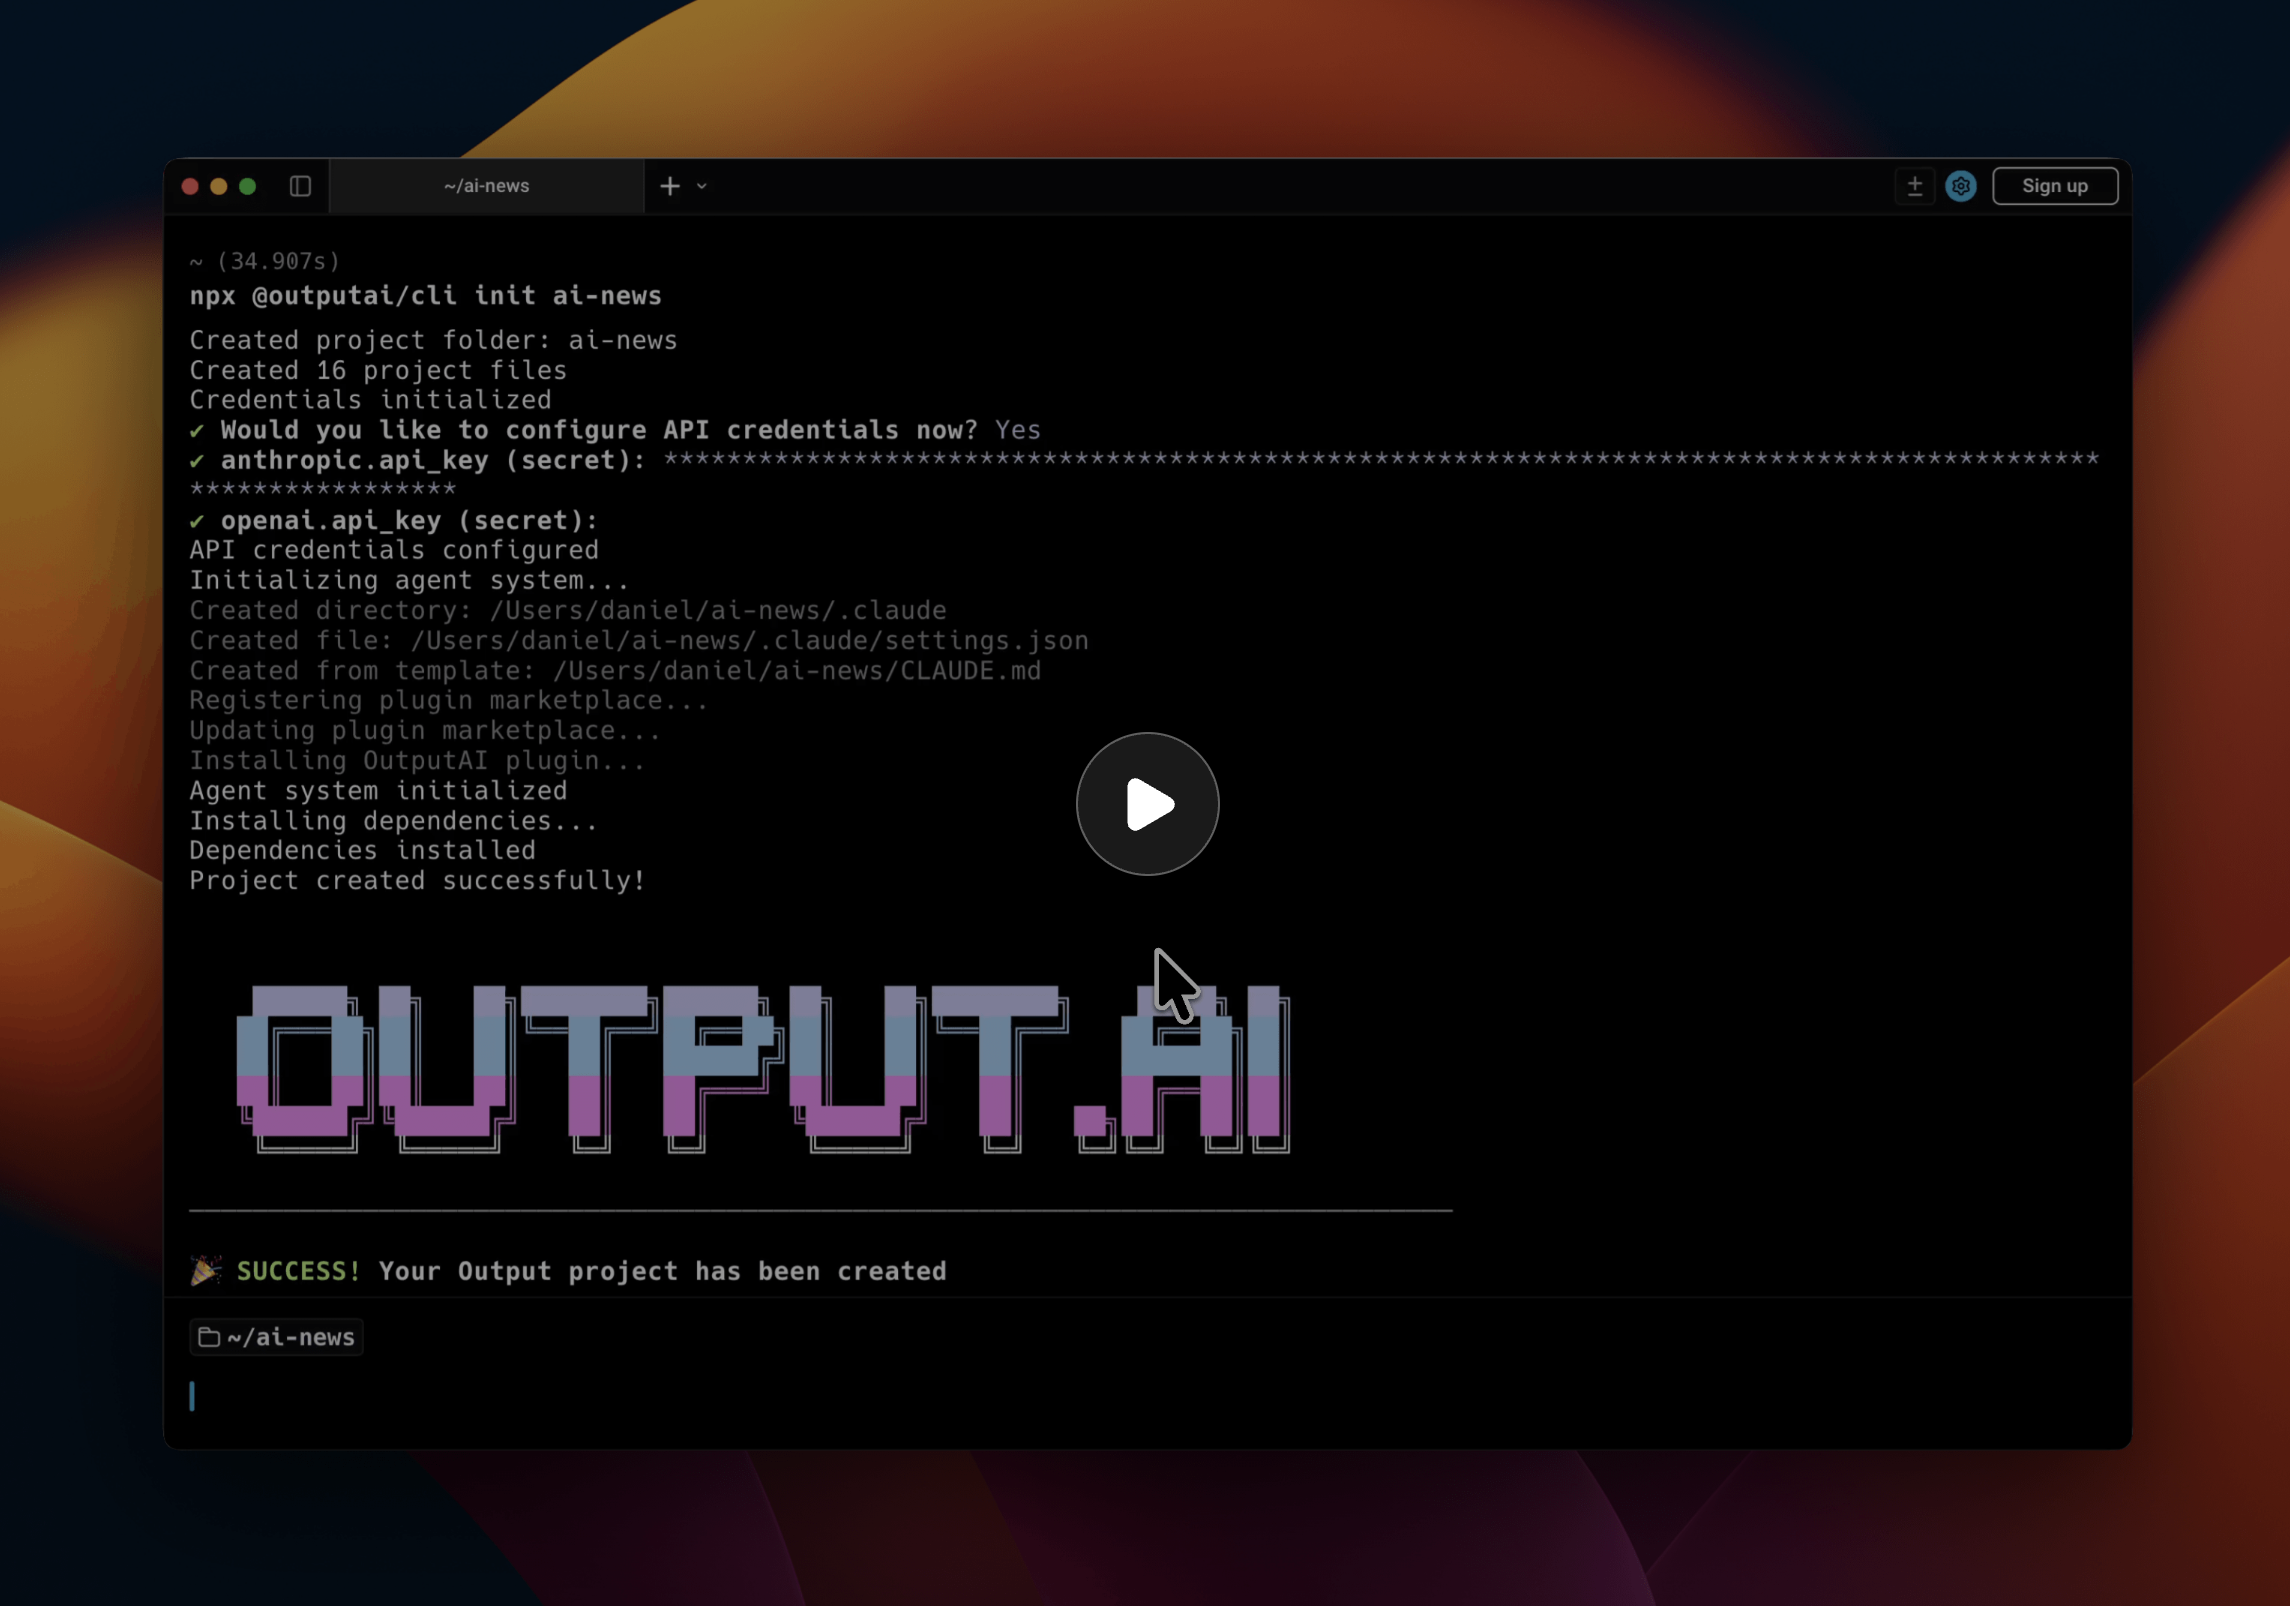 ~/ai-news
Sign up
~ (34.907s)
npx @outputai/cli init ai-news
Created project folder: ai-news
Created 16 project files
Credentials initialized
✔ Would you like to configure API credentials now? Yes
✔ anthropic.api_key (secret): *******************************************************************************************
*****************
✔ openai.api_key (secret):
API credentials configured
Initializing agent system...
Created directory: /Users/daniel/ai-news/.claude
Created file: /Users/daniel/ai-news/.claude/settings.json
Created from template: /Users/daniel/ai-news/CLAUDE.md
Registering plugin marketplace...
Updating plugin marketplace...
Installing OutputAI plugin...
Agent system initialized
Installing dependencies...
Dependencies installed
Project created successfully!
OUTPUT.AI
🎉 SUCCESS! Your Output project has been created
~/ai-news